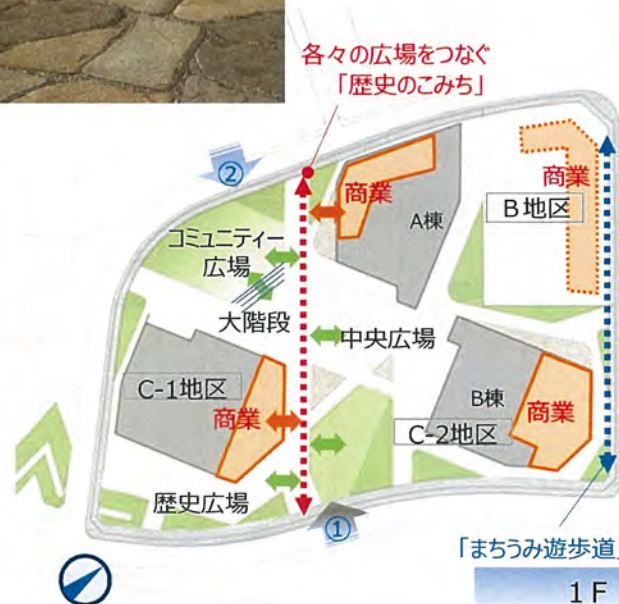 各々の広場をつなぐ
「歴史のこみち」
②
商業
A棟
商業
B地区
コミュニティー
広場
大階段
中央広場
C-1地区
商業
B棟
商業
C-2地区
歴史広場
①
「まちうみ遊歩道」
1F